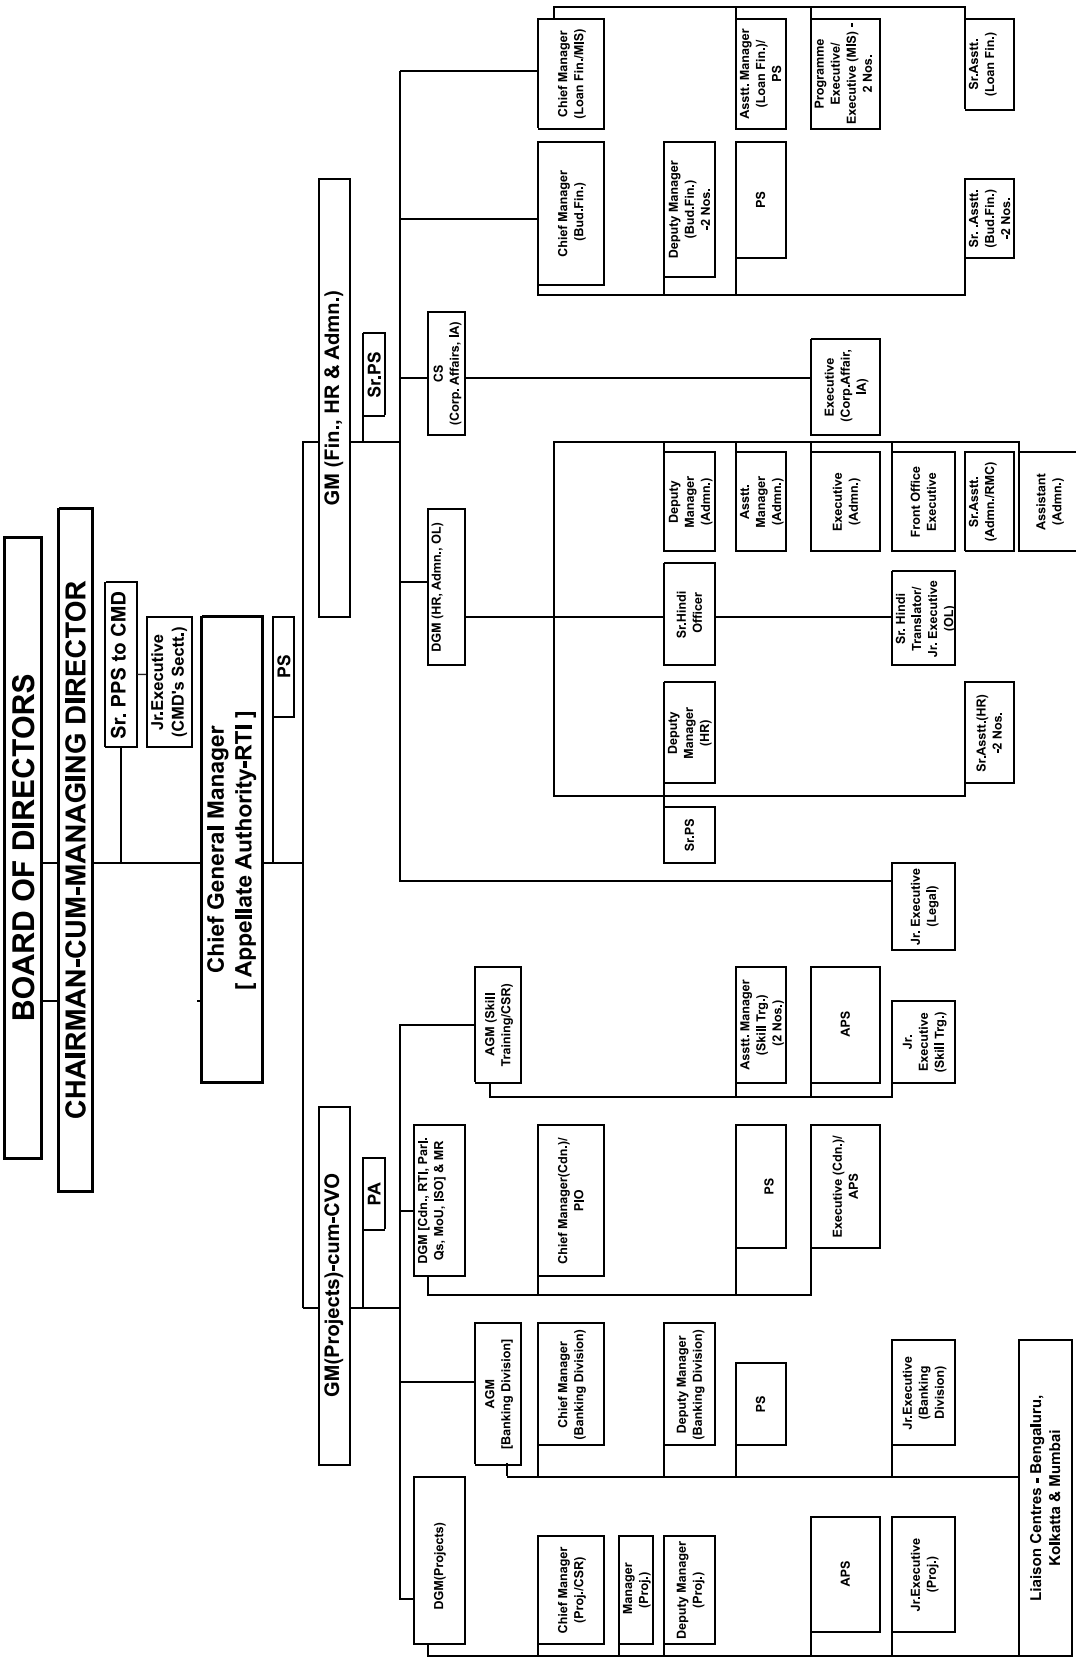 BOARD OF DIRECTORS
CHAIRMAN-CUM-MANAGING DIRECTOR
Sr. PPS to CMD
Jr.Executive
(CMD's Sectt.)
Chief General Manager
[ Appellate Authority-RTI ]
PS
GM(Projects)-cum-CVO
PA
GM (Fin., HR & Admn.)
Sr.PS
DGM(Projects)
Chief Manager
(Proj./CSR)
Manager
(Proj.)
Deputy Manager
(Proj.)
APS
Jr.Executive
(Proj.)
AGM
[Banking Division]
Chief Manager
(Banking Division)
Deputy Manager
(Banking Division)
PS
Jr.Executive
(Banking
Division)
Liaison Centres - Bengaluru,
Kolkatta & Mumbai
DGM [Cdn., RTI, Parl.
Qs, MoU, ISO] & MR
Chief Manager(Cdn.)/
PIO
PS
Executive (Cdn.)/
APS
AGM (Skill
Training/CSR)
Asstt. Manager
(Skill Trg.)
(2 Nos.)
APS
Jr.
Executive
(Skill Trg.)
Jr. Executive
(Legal)
DGM (HR, Admn., OL)
Sr.PS
Deputy
Manager
(HR)
Sr.Asstt.(HR)
-2 Nos.
Sr.Hindi
Officer
Sr. Hindi
Translator/
Jr. Executive
(OL)
Deputy
Manager
(Admn.)
Asstt.
Manager
(Admn.)
Executive
(Admn.)
Front Office
Executive
Sr.Asstt.
(Admn./RMC)
Assistant
(Admn.)
CS
(Corp. Affairs, IA)
Executive
(Corp.Affair,
IA)
Chief Manager
(Bud.Fin.)
Deputy Manager
(Bud.Fin.)
-2 Nos.
PS
Sr. .Asstt.
(Bud.Fin.)
-2 Nos.
Chief Manager
(Loan Fin./MIS)
Asstt. Manager
(Loan Fin.)/
PS
Programme
Executive/
Executive (MIS) -
2 Nos.
Sr.Asstt.
(Loan Fin.)